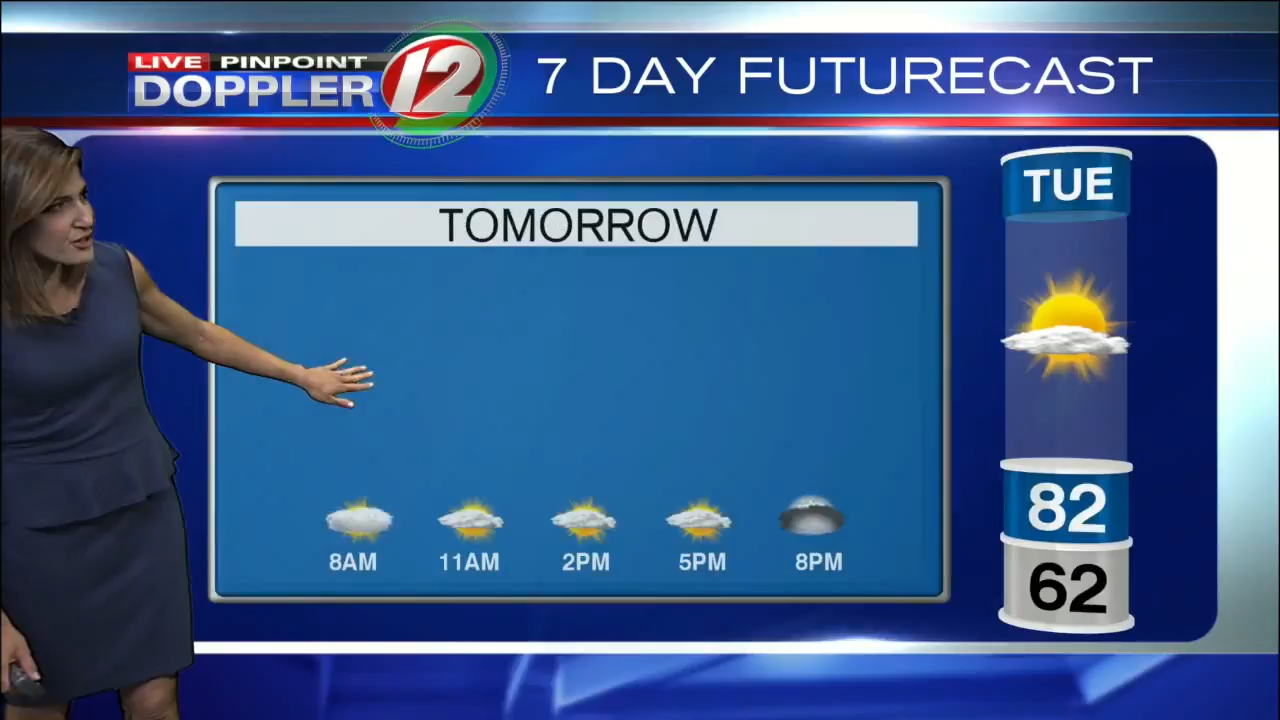 LIVE PINPOINT
DOPPLER 12
7 DAY FUTURECAST
TOMORROW
8AM
11AM
2PM
5PM
8PM
TUE
82
62